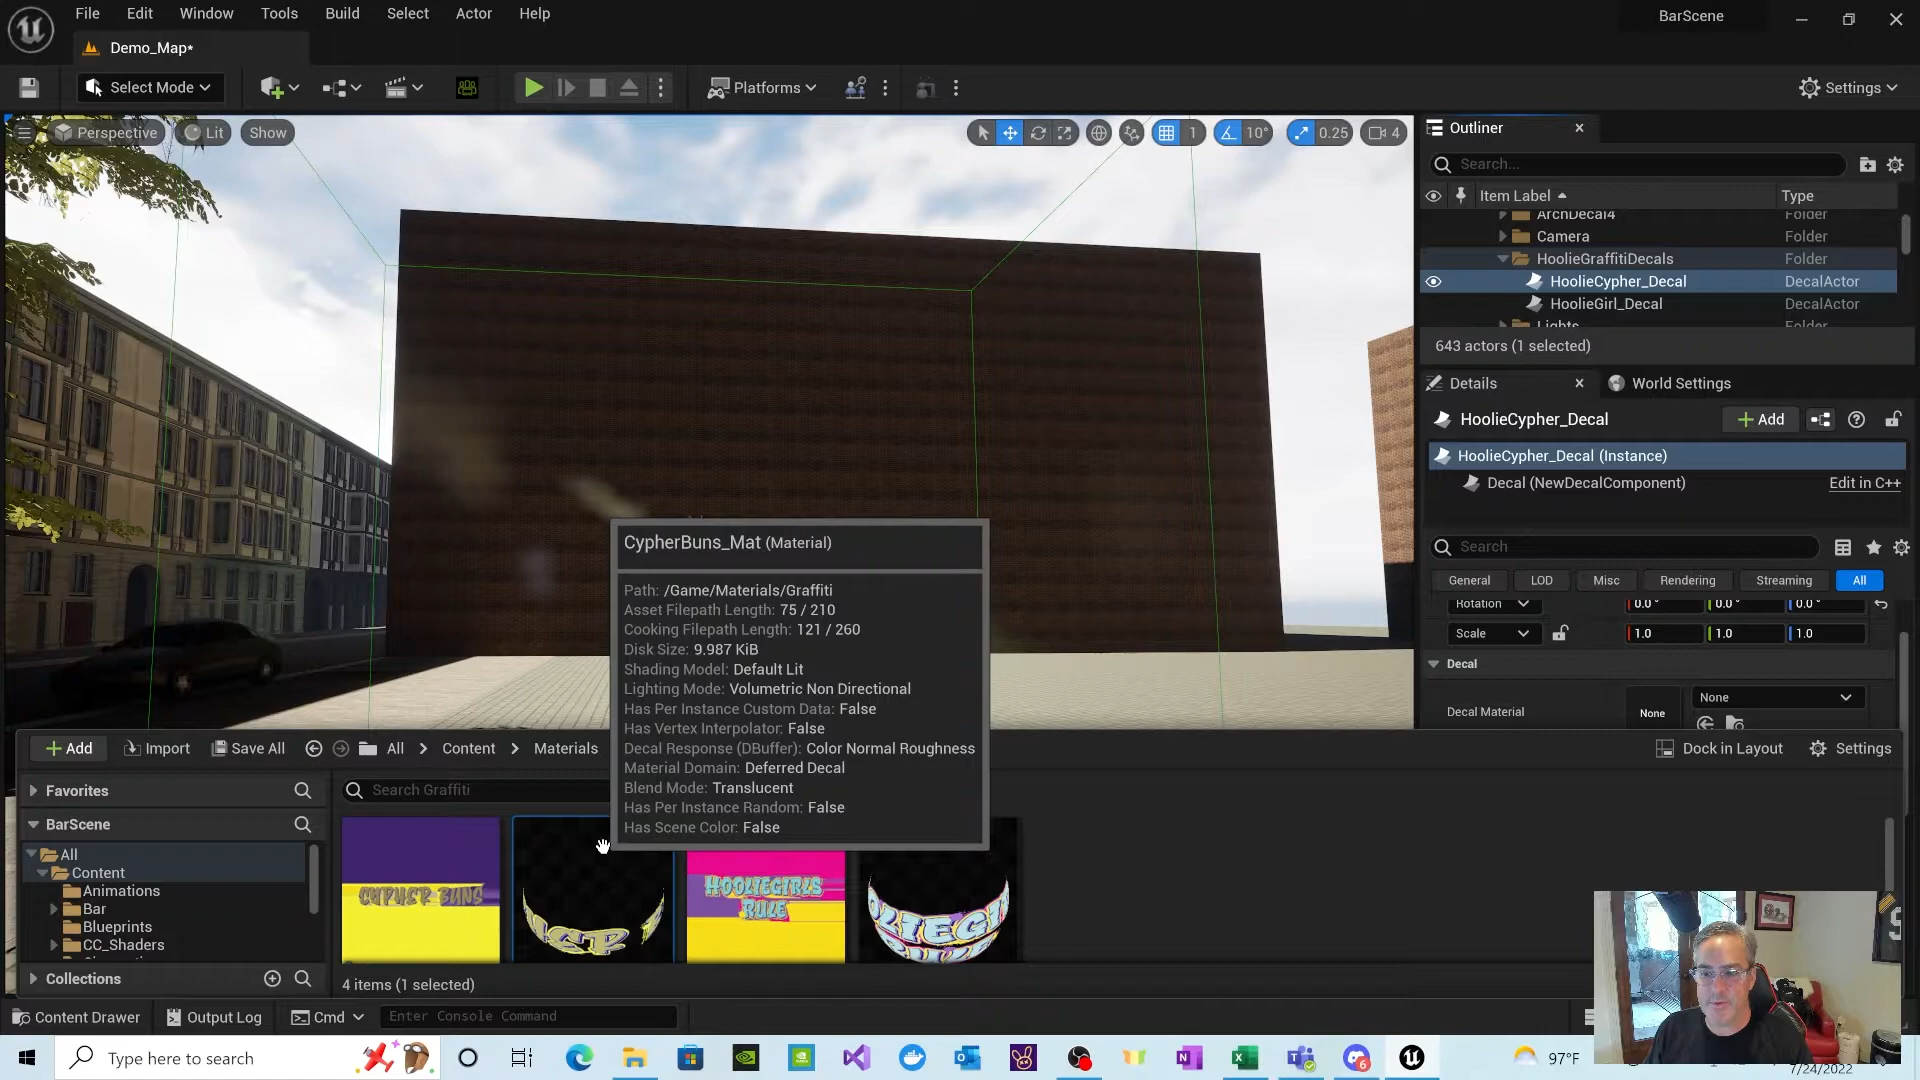 File Edit Window Tools Build Select Actor Help
BarScene
Demo_Map*
Select Mode
Platforms
Settings
Perspective
Lit
Show
1
10°
0.25
4
Outliner
Search...
Item Label
Type
ArchDecal4 Folder
Camera Folder
HoolieGraffitiDecals Folder
HoolieCypher_Decal DecalActor
HoolieGirl_Decal DecalActor
Lights Folder
643 actors (1 selected)
Details
World Settings
HoolieCypher_Decal
Add
HoolieCypher_Decal (Instance)
Decal (NewDecalComponent)
Edit in C++
Search
General LOD Misc Rendering Streaming All
Rotation 0.0° 0.0° 0.0°
Scale 1.0 1.0 1.0
Decal
Decal Material
None
None
CypherBuns_Mat (Material)
Path: /Game/Materials/Graffiti
Asset Filepath Length: 75 / 210
Cooking Filepath Length: 121 / 260
Disk Size: 9.987 KiB
Shading Model: Default Lit
Lighting Mode: Volumetric Non Directional
Has Per Instance Custom Data: False
Has Vertex Interpolator: False
Decal Response (DBuffer): Color Normal Roughness
Material Domain: Deferred Decal
Blend Mode: Translucent
Has Per Instance Random: False
Has Scene Color: False
Add
Import
Save All
All
Content
Materials
Dock in Layout
Settings
Favorites
BarScene
All
Content
Animations
Bar
Blueprints
CC_Shaders
Collections
Search Graffiti
CYPHER BUNS
HOOLIEGIRLS
RULE
4 items (1 selected)
Content Drawer
Output Log
Cmd
Enter Console Command
Type here to search
97°F
7/24/2022